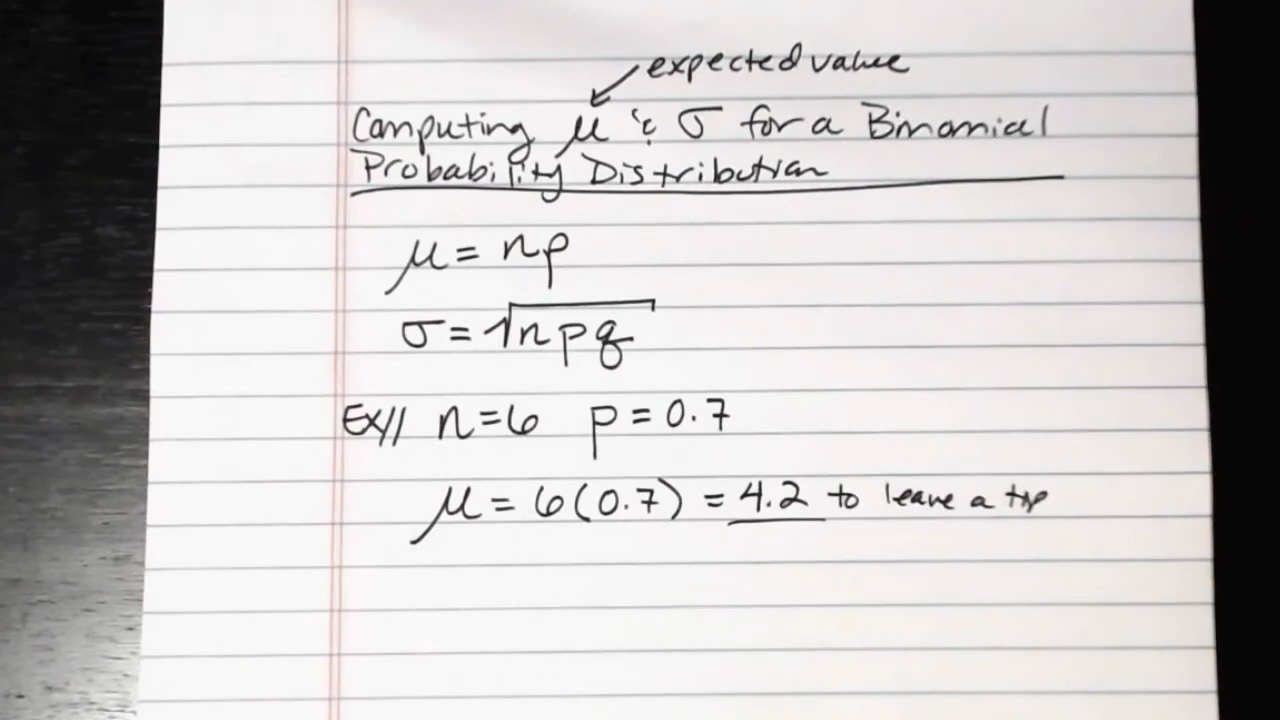 expected value
Computing μ & σ for a Binomial
Probability Distribution
μ = np
σ = √npq
EX// n=6 p = 0.7
μ = 6(0.7) = 4.2 to leave a tip